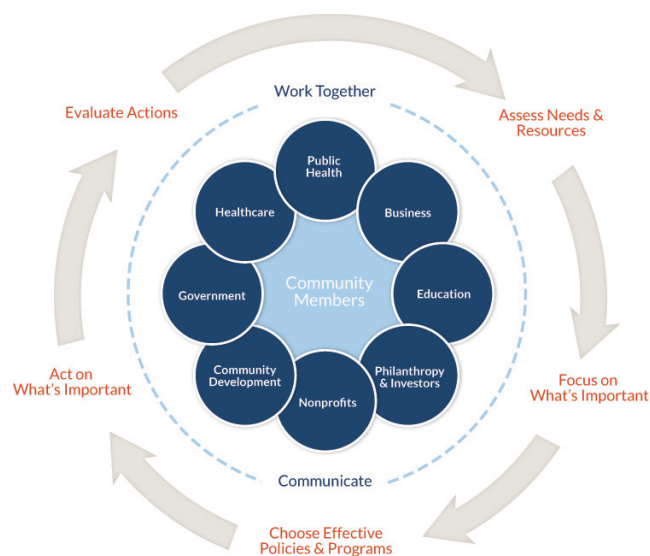 Work Together
Evaluate Actions
Assess Needs &
Resources
Public
Health
Healthcare
Business
Community
Members
Government
Education
Community
Development
Philanthropy
& Investors
Nonprofits
Act on
What's Important
Focus on
What's Important
Communicate
Choose Effective
Policies & Programs